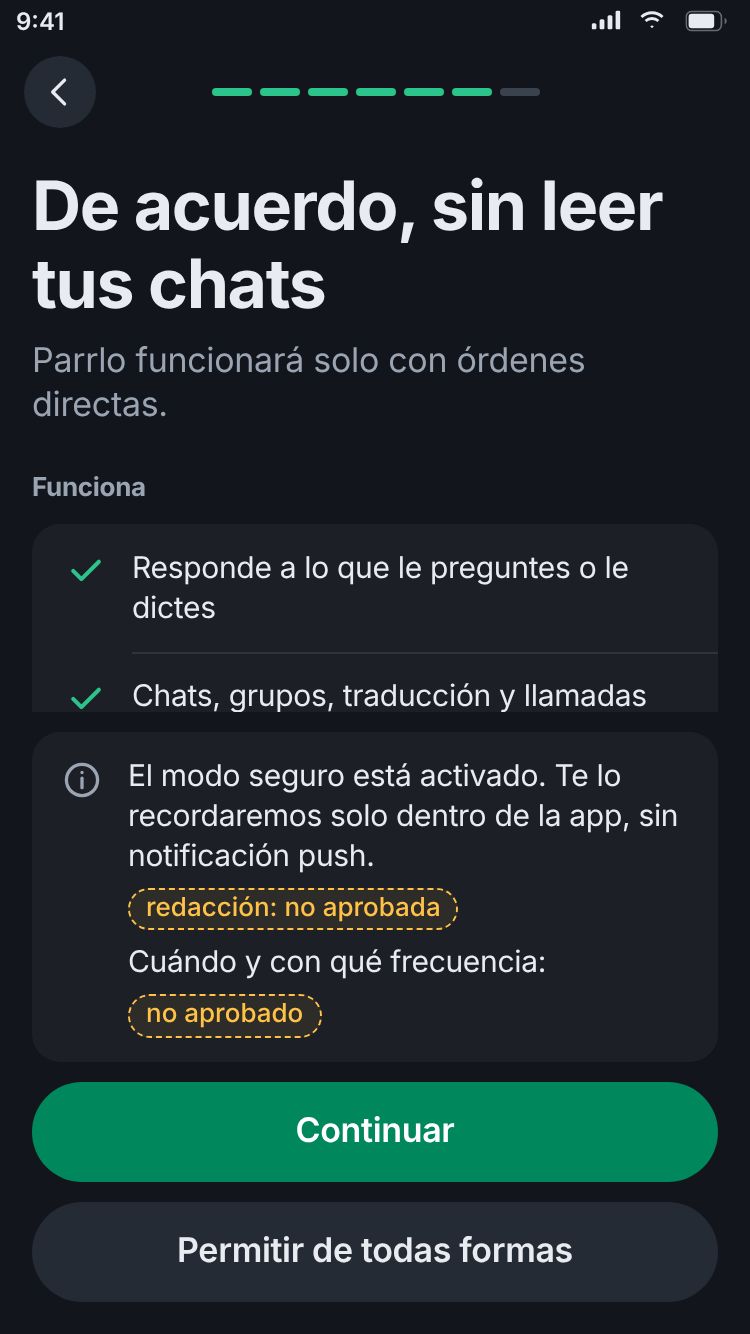 9:41
De acuerdo, sin leer
tus chats
Parrlo funcionará solo con órdenes
directas.
Funciona
Responde a lo que le preguntes o le
dictes
Chats, grupos, traducción y llamadas
El modo seguro está activado. Te lo
recordaremos solo dentro de la app, sin
notificación push.
redacción: no aprobada
Cuándo y con qué frecuencia:
no aprobado
Continuar
Permitir de todas formas